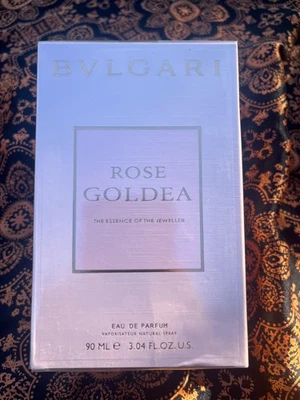 BVLGARI
ROSE
GOLDEA
THE ESSENCE OF THE JEWELLER
EAU DE PARFUM
VAPORISATEUR NATURAL SPRAY
90 ML ℮ 3.04 FL.OZ.U.S.